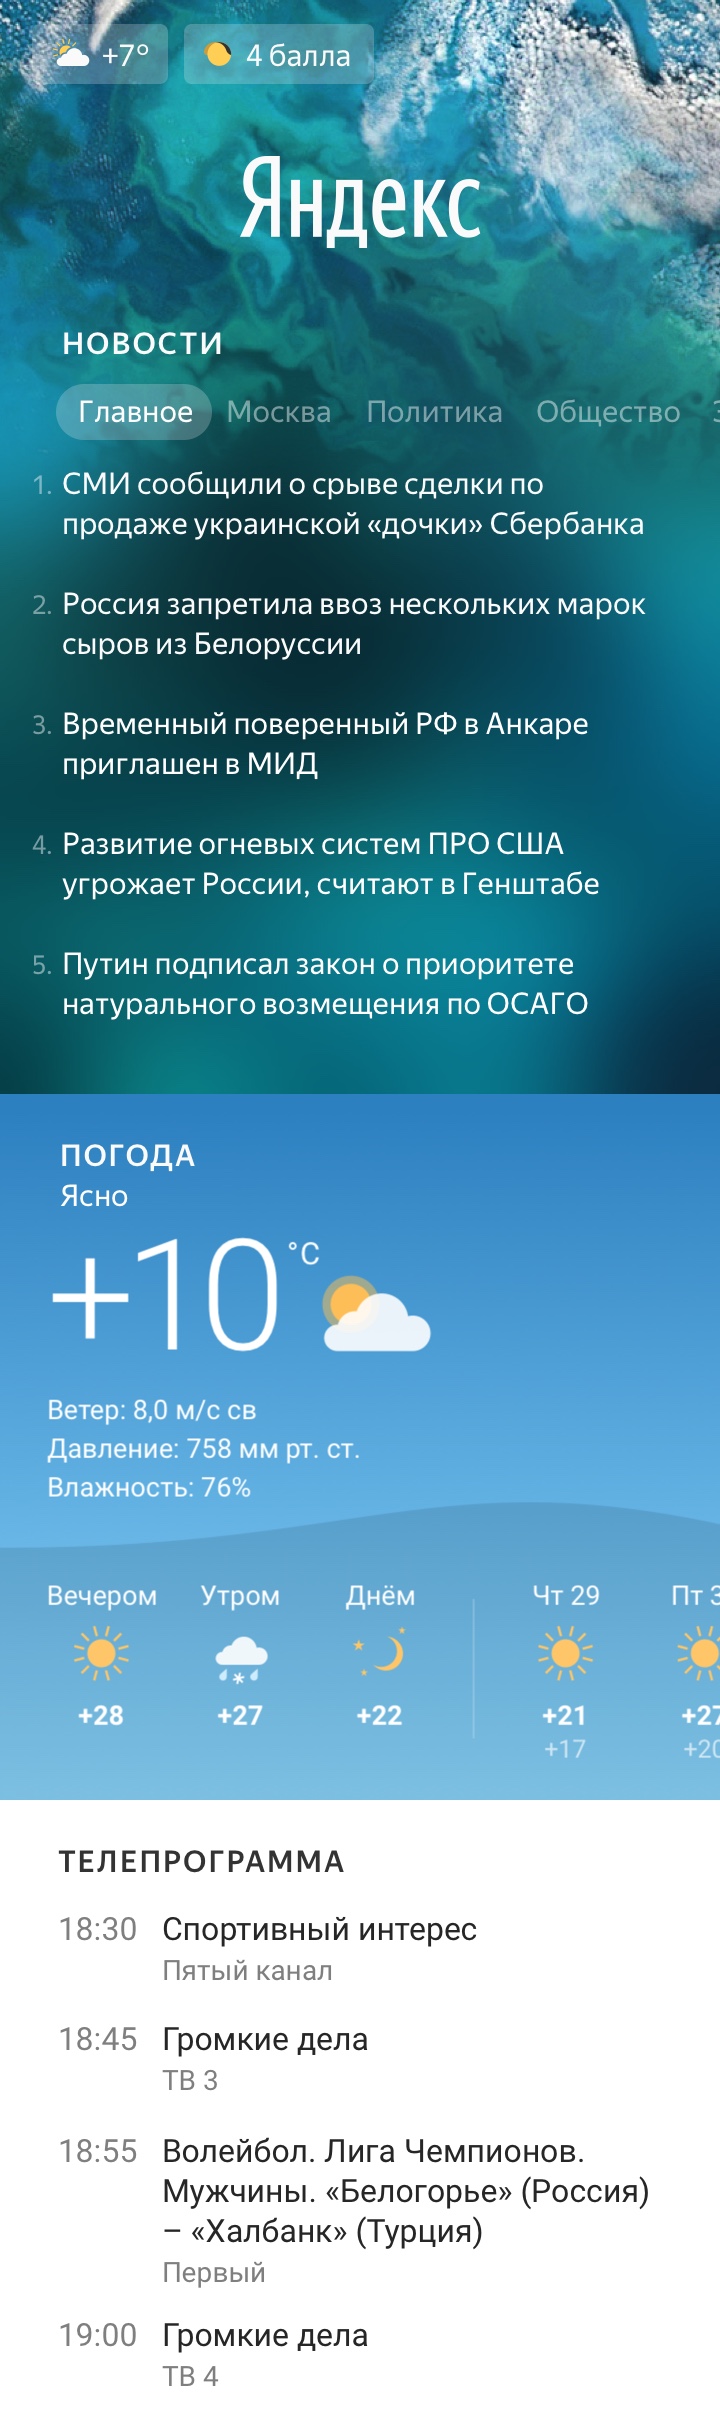 +7° 4 балла
Яндекс
НОВОСТИ
Главное Москва Политика Общество
1. СМИ сообщили о срыве сделки по
продаже украинской «дочки» Сбербанка
2. Россия запретила ввоз нескольких марок
сыров из Белоруссии
3. Временный поверенный РФ в Анкаре
приглашен в МИД
4. Развитие огневых систем ПРО США
угрожает России, считают в Генштабе
5. Путин подписал закон о приоритете
натурального возмещения по ОСАГО
ПОГОДА
Ясно
+10 °C
Ветер: 8,0 м/с св
Давление: 758 мм рт. ст.
Влажность: 76%
Вечером Утром Днём Чт 29 Пт
+28 +27 +22 +21 +27
+17 +20
ТЕЛЕПРОГРАММА
18:30 Спортивный интерес
Пятый канал
18:45 Громкие дела
ТВ 3
18:55 Волейбол. Лига Чемпионов.
Мужчины. «Белогорье» (Россия)
– «Халбанк» (Турция)
Первый
19:00 Громкие дела
ТВ 4